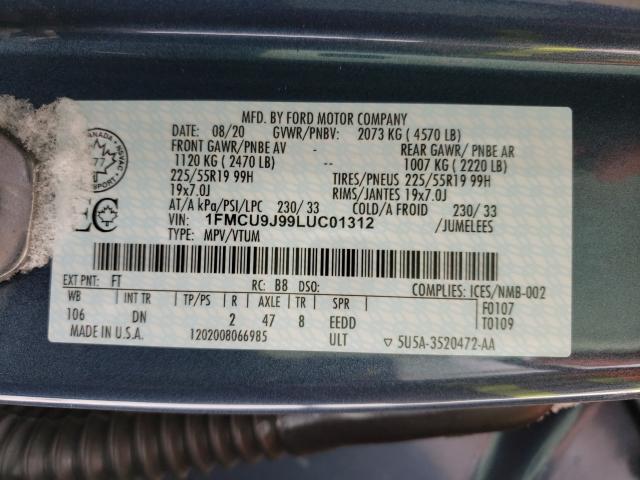 MFD. BY FORD MOTOR COMPANY
DATE: 08/20 GVWR/PNBV: 2073 KG ( 4570 LB)
FRONT GAWR/PNBE AV -- REAR GAWR/ PNBE AR
1120 KG ( 2470 LB) 1007 KG ( 2220 LB)
225/55R19 99H TIRES/PNEUS 225/55R19 99H
19x7.0J RIMS/JANTES 19x7.0J
AT/A kPa/PSI/LPC 230/ 33 COLD/A FROID 230/ 33
VIN: 1FMCU9J99LUC01312 /JUMELEES
TYPE: MPV/VTUM
EXT PNT: FT RC: B8 DSO: COMPLIES: ICES/NMB-002
WB INT TR TP/PS R AXLE TR SPR F0107
106 DN 2 47 8 EEDD T0109
MADE IN U.S.A. 1202008066985 ULT ▽ 5U5A-3520472-AA